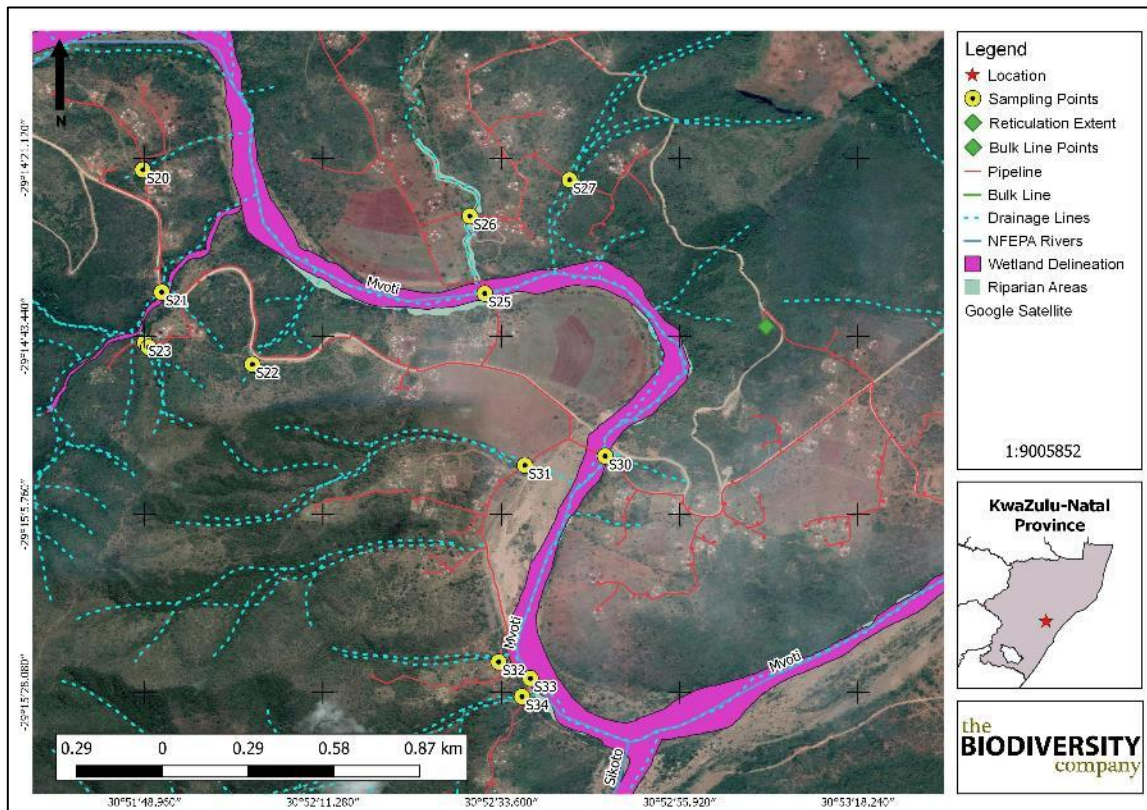 N
-29°14'21.120"
-29°14'43.440"
-29°15'5.760"
-29°15'28.080"
S20
S21
S23
S22
S26
S27
S25
S30
S31
S32
S33
S34
Mvoti
Mvoti
Mvoti
Sikoto
0.29 0 0.29 0.58 0.87 km
30°51'48.960" 30°52'11.280" 30°52'33.600" 30°52'55.920" 30°53'18.240"
Legend
Location
Sampling Points
Reticulation Extent
Bulk Line Points
Pipeline
Bulk Line
Drainage Lines
NFEPA Rivers
Wetland Delineation
Riparian Areas
Google Satellite
1:9005852
KwaZulu-Natal
Province
the
BIODIVERSITY
company